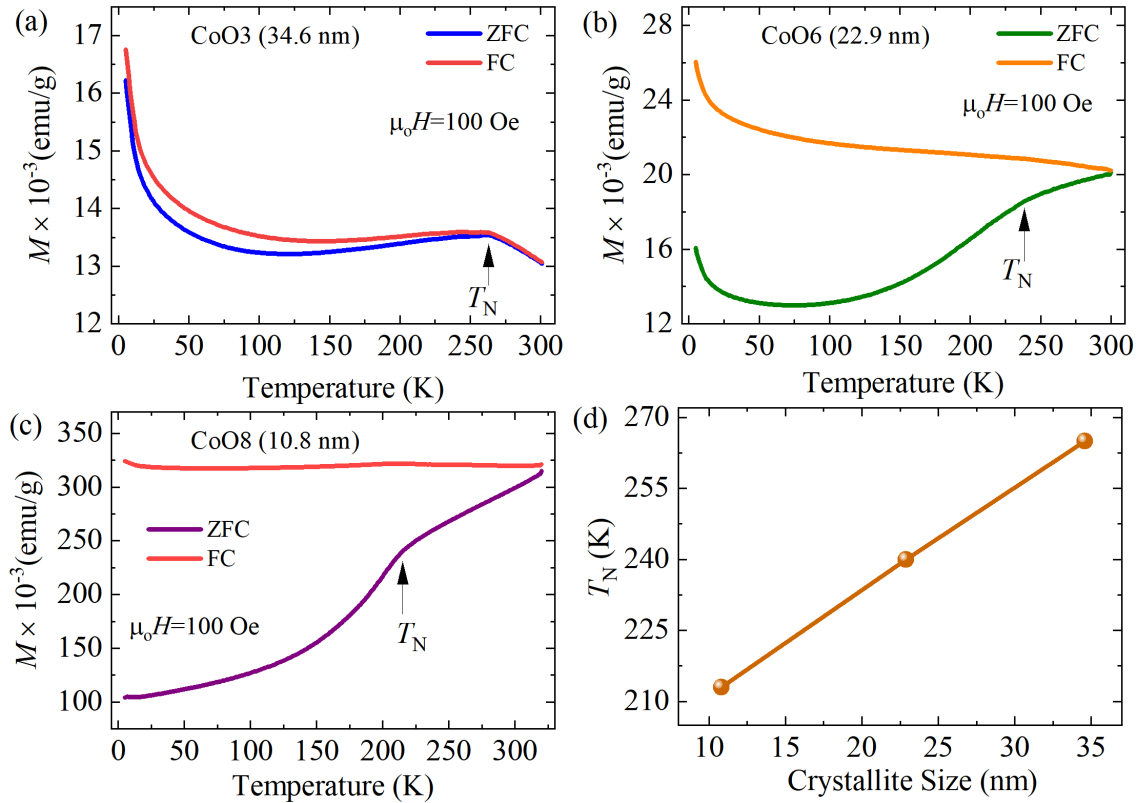 (a)
CoO3 (34.6 nm)
ZFC
FC
μₒH=100 Oe
T_N
17
16
15
14
13
12
M × 10⁻³(emu/g)
0 50 100 150 200 250 300
Temperature (K)
(b)
CoO6 (22.9 nm)
ZFC
FC
μₒH=100 Oe
T_N
28
24
20
16
12
M × 10⁻³(emu/g)
0 50 100 150 200 250 300
Temperature (K)
(c)
CoO8 (10.8 nm)
ZFC
FC
μₒH=100 Oe
T_N
350
300
250
200
150
100
M × 10⁻³(emu/g)
0 50 100 150 200 250 300
Temperature (K)
(d)
270
255
240
225
210
T_N (K)
10 15 20 25 30 35
Crystallite Size (nm)